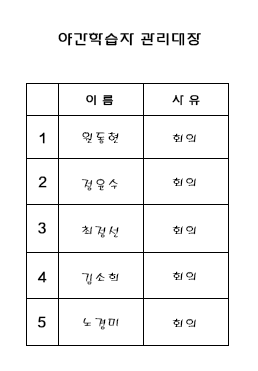 야간학습자 관리대장
이름 사유
1 원동현 회의
2 정윤수 회의
3 최경선 회의
4 김소희 회의
5 노경미 회의